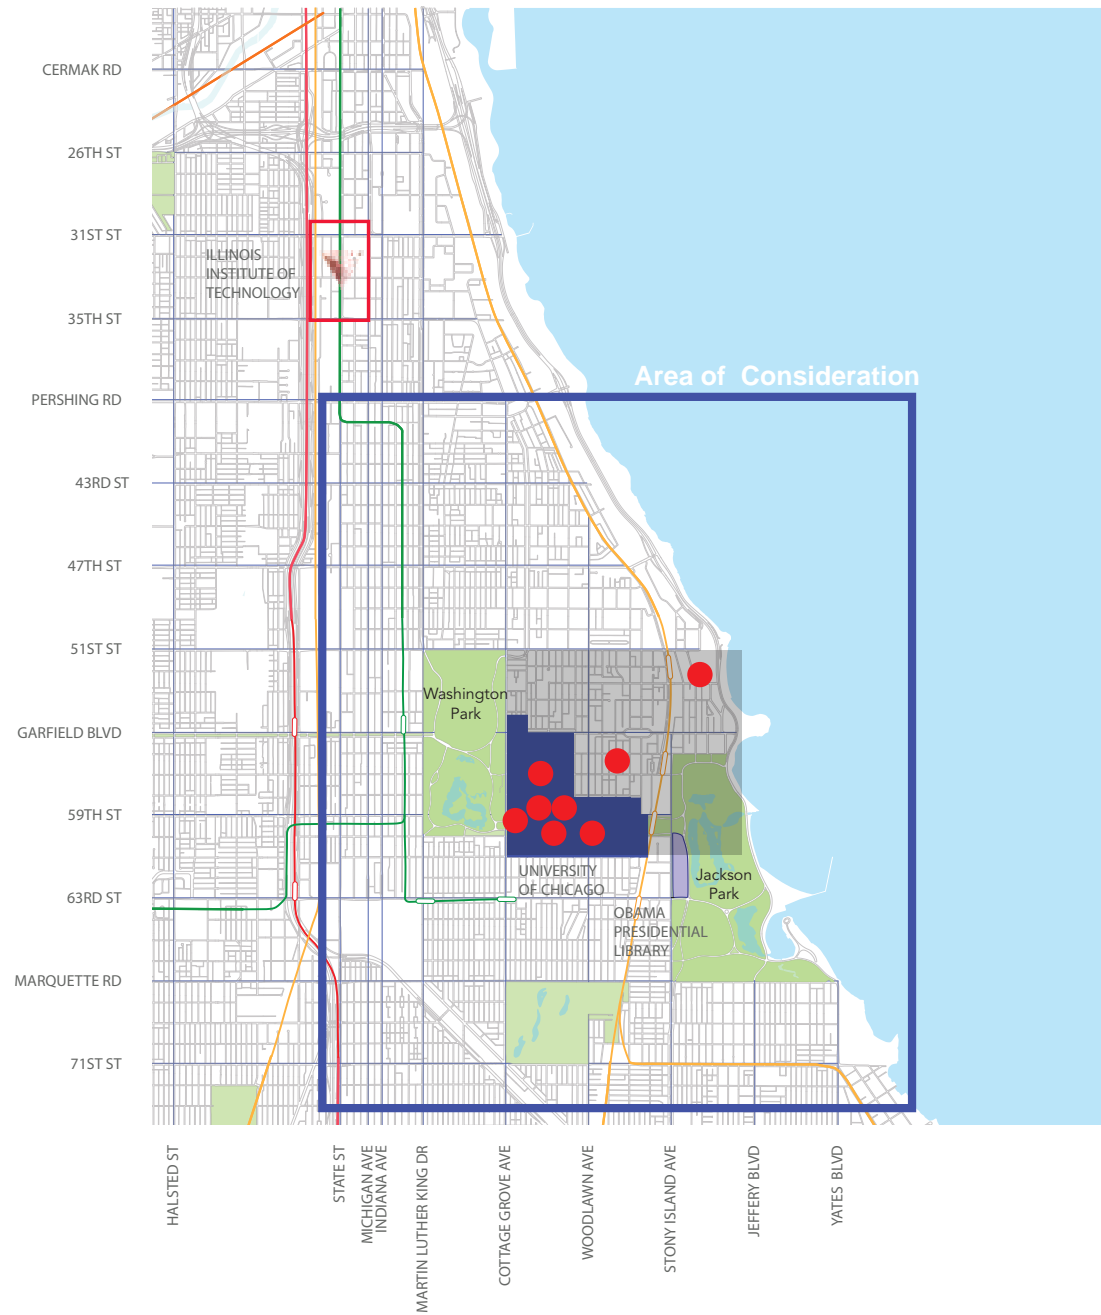 CERMAK RD
26TH ST
31ST ST
ILLINOIS
INSTITUTE OF
TECHNOLOGY
35TH ST
Area of Consideration
PERSHING RD
43RD ST
47TH ST
51ST ST
Washington
Park
GARFIELD BLVD
59TH ST
UNIVERSITY
OF CHICAGO
Jackson
Park
63RD ST
OBAMA
PRESIDENTIAL
LIBRARY
MARQUETTE RD
71ST ST
HALSTED ST
STATE ST
MICHIGAN AVE
INDIANA AVE
MARTIN LUTHER KING DR
COTTAGE GROVE AVE
WOODLAWN AVE
STONY ISLAND AVE
JEFFERY BLVD
YATES BLVD